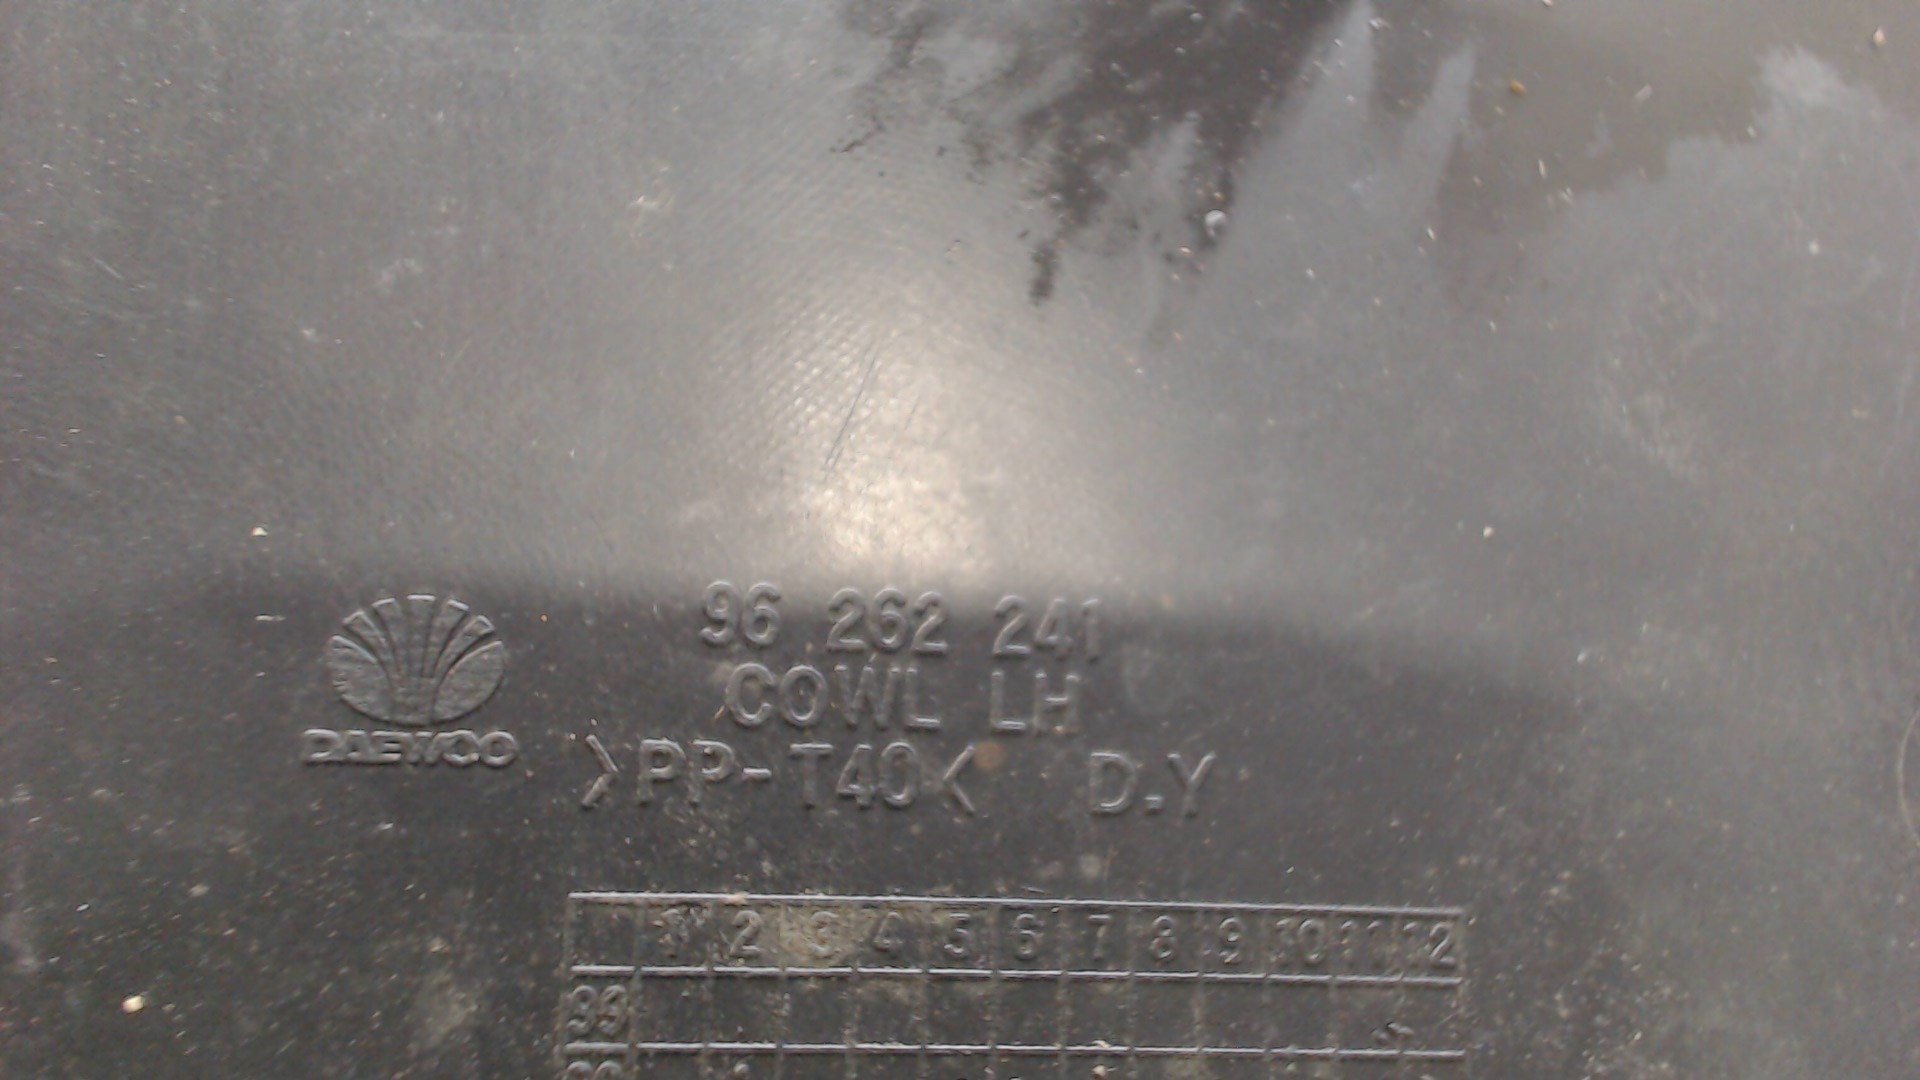 96 262 241
COWL LH
DAEWOO
>PP-T40< D.Y
1 2 3 4 5 6 7 8 9 10 11 12
99